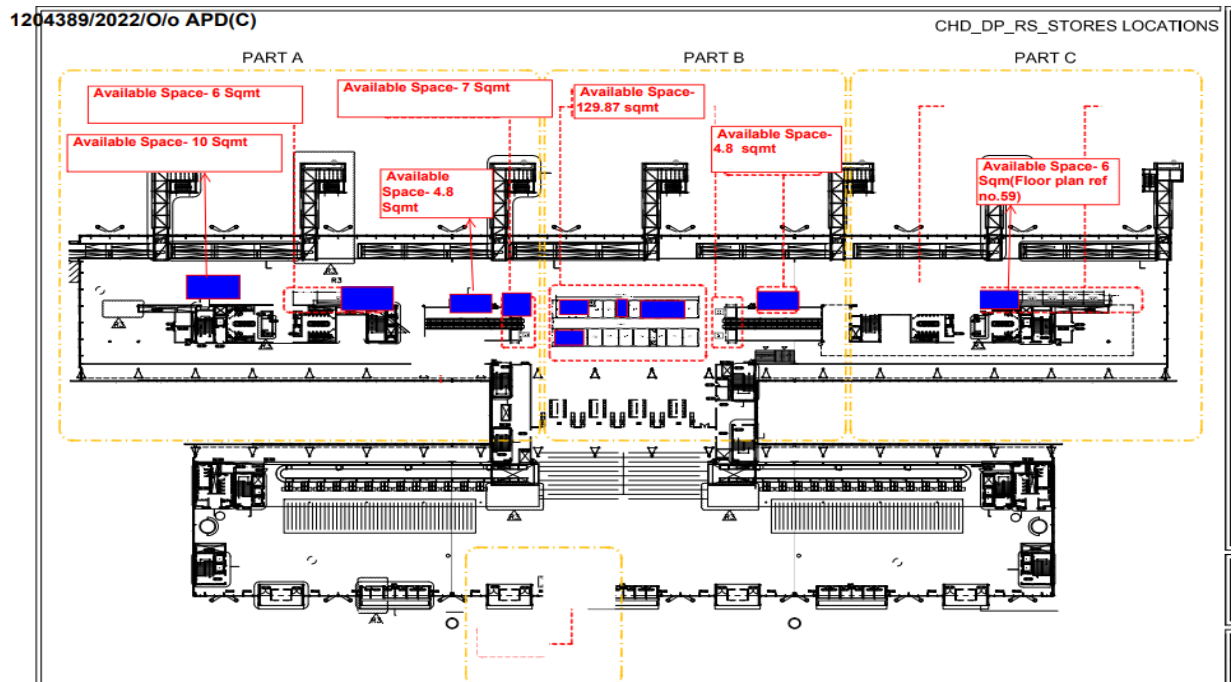 1204389/2022/O/o APD(C)
CHD_DP_RS_STORES LOCATIONS
PART A
PART B
PART C
Available Space- 6 Sqmt
Available Space- 7 Sqmt
Available Space-
129.87 sqmt
Available Space- 10 Sqmt
Available Space-
4.8 sqmt
Available
Space- 4.8
Sqmt
Available Space- 6
Sqm(Floor plan ref
no.59)
R3